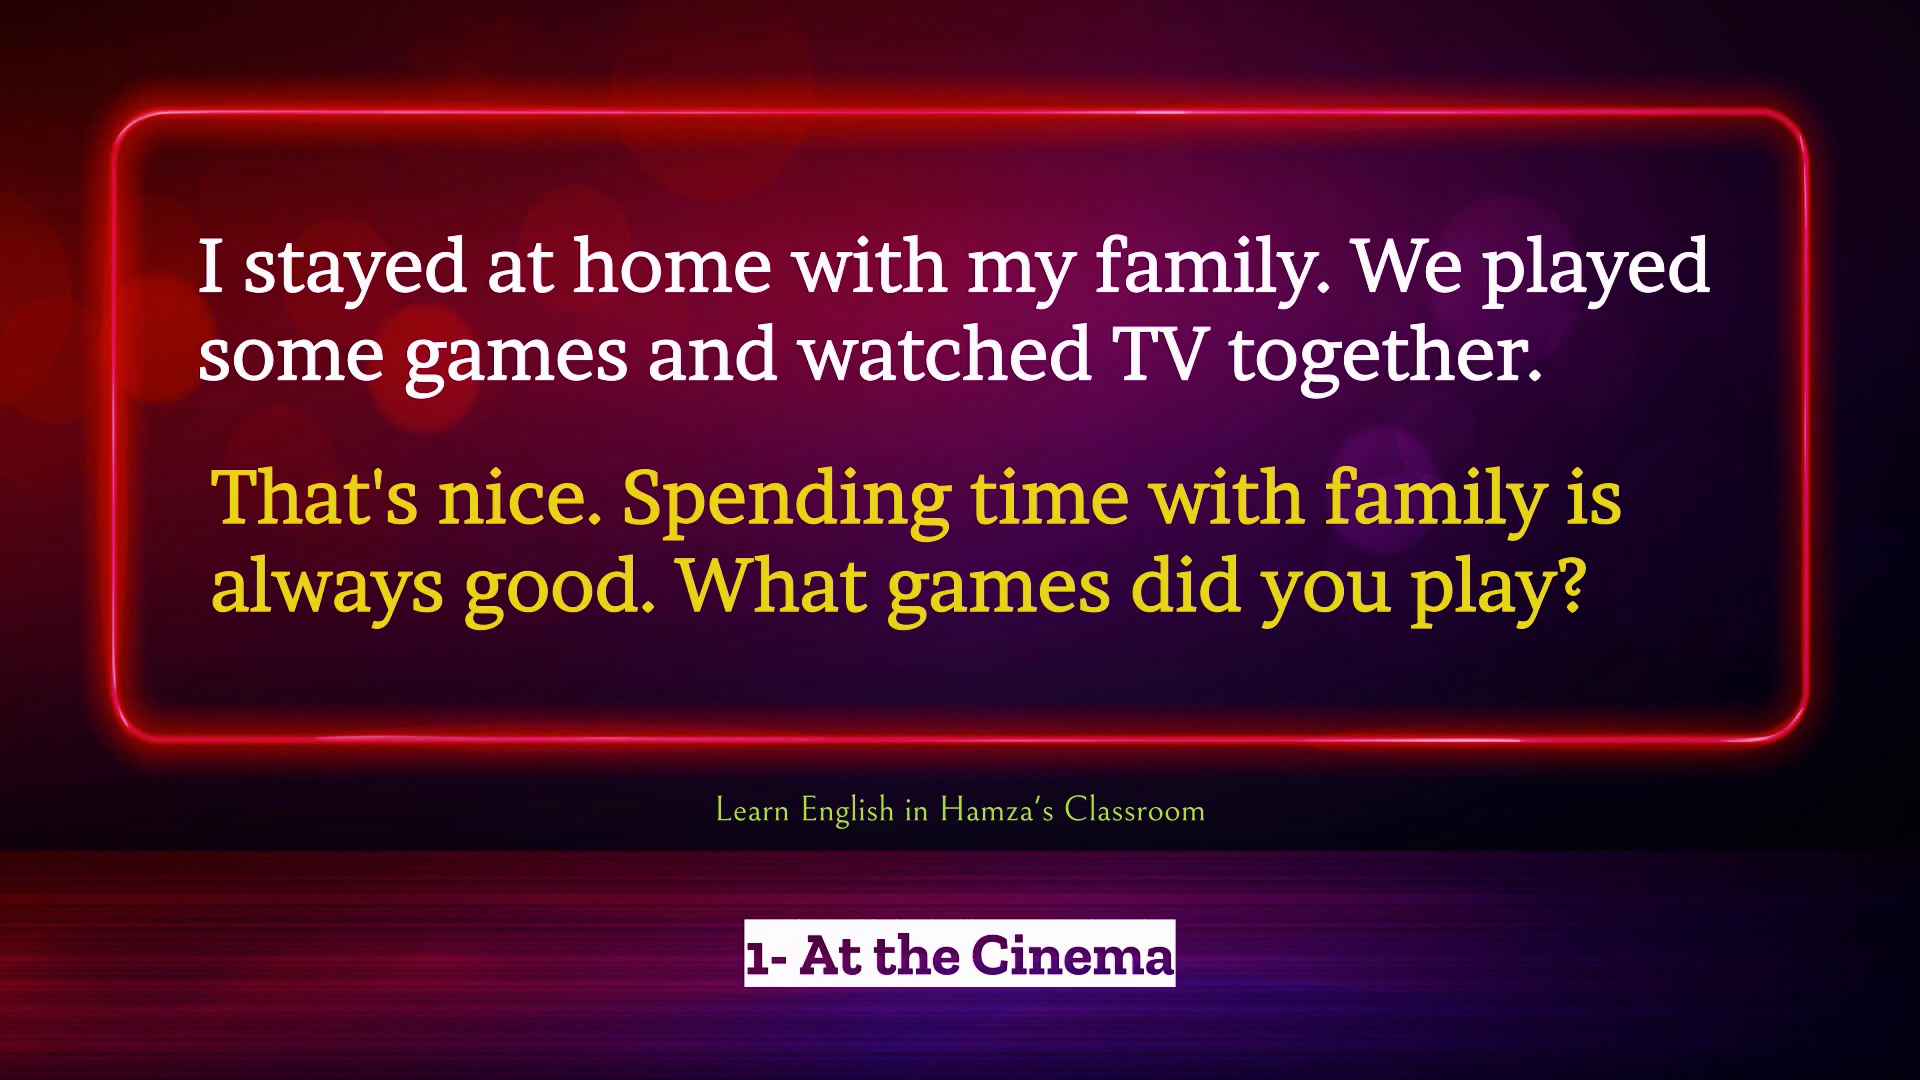 I stayed at home with my family. We played
some games and watched TV together.
That's nice. Spending time with family is
always good. What games did you play?
Learn English in Hamza's Classroom
1- At the Cinema